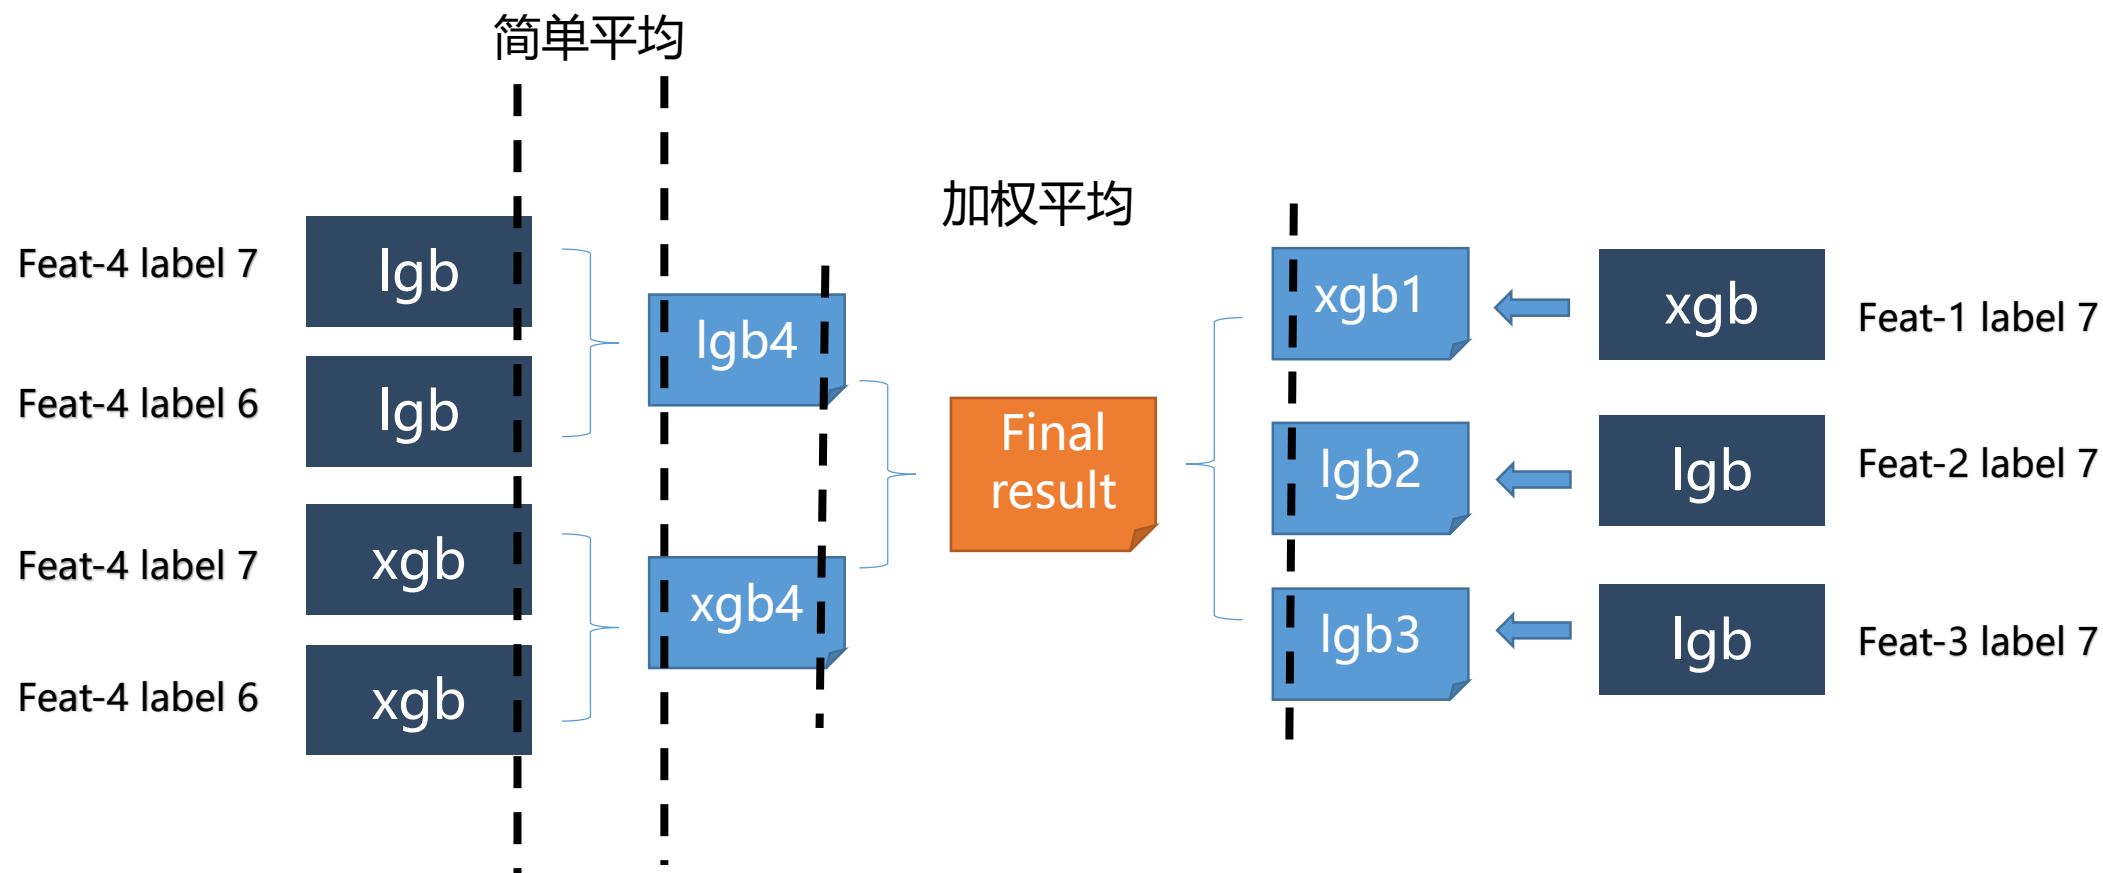 简单平均
加权平均
Feat-4 label 7
lgb
Feat-4 label 6
lgb
Feat-4 label 7
xgb
Feat-4 label 6
xgb
lgb4
xgb4
Final
result
xgb1
xgb
Feat-1 label 7
lgb2
lgb
Feat-2 label 7
lgb3
lgb
Feat-3 label 7